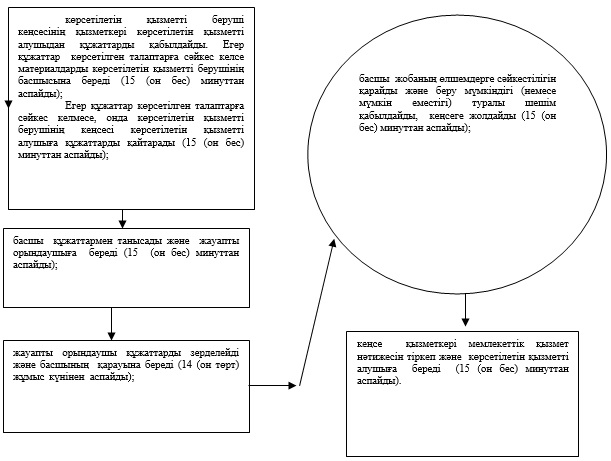 көрсетілетін қызметті беруші
кеңсесінің қызметкері көрсетілетін қызметті
алушыдан құжаттарды қабылдайды. Егер
құжаттар көрсетілген талаптарға сәйкес келсе
материалдарды көрсетілетін қызметті берушінің
басшысына береді (15 (он бес) минуттан
аспайды);
Егер құжаттар көрсетілген талаптарға
сәйкес келмесе, онда көрсетілетін қызметті
берушінің кеңсесі көрсетілетін қызметті
алушыға құжаттарды қайтарады (15 (он бес)
минуттан аспайды);
басшы құжаттармен танысады және жауапты
орындаушыға береді (15 (он бес) минуттан
аспайды);
жауапты орындаушы құжаттарды зерделейді
және басшының қарауына береді (14 (он төрт)
жұмыс күнінен аспайды);
басшы жобаның өлшемдерге сәйкестілігін
қарайды және беру мүмкіндігі (немесе
мүмкін еместігі) туралы шешім
қабылдайды, кеңсеге жолдайды (15 (он
бес) минуттан аспайды);
кеңсе қызметкері мемлекеттік қызмет
нәтижесін тіркеп және көрсетілетін қызметті
алушыға береді (15 (он бес) минуттан
аспайды).